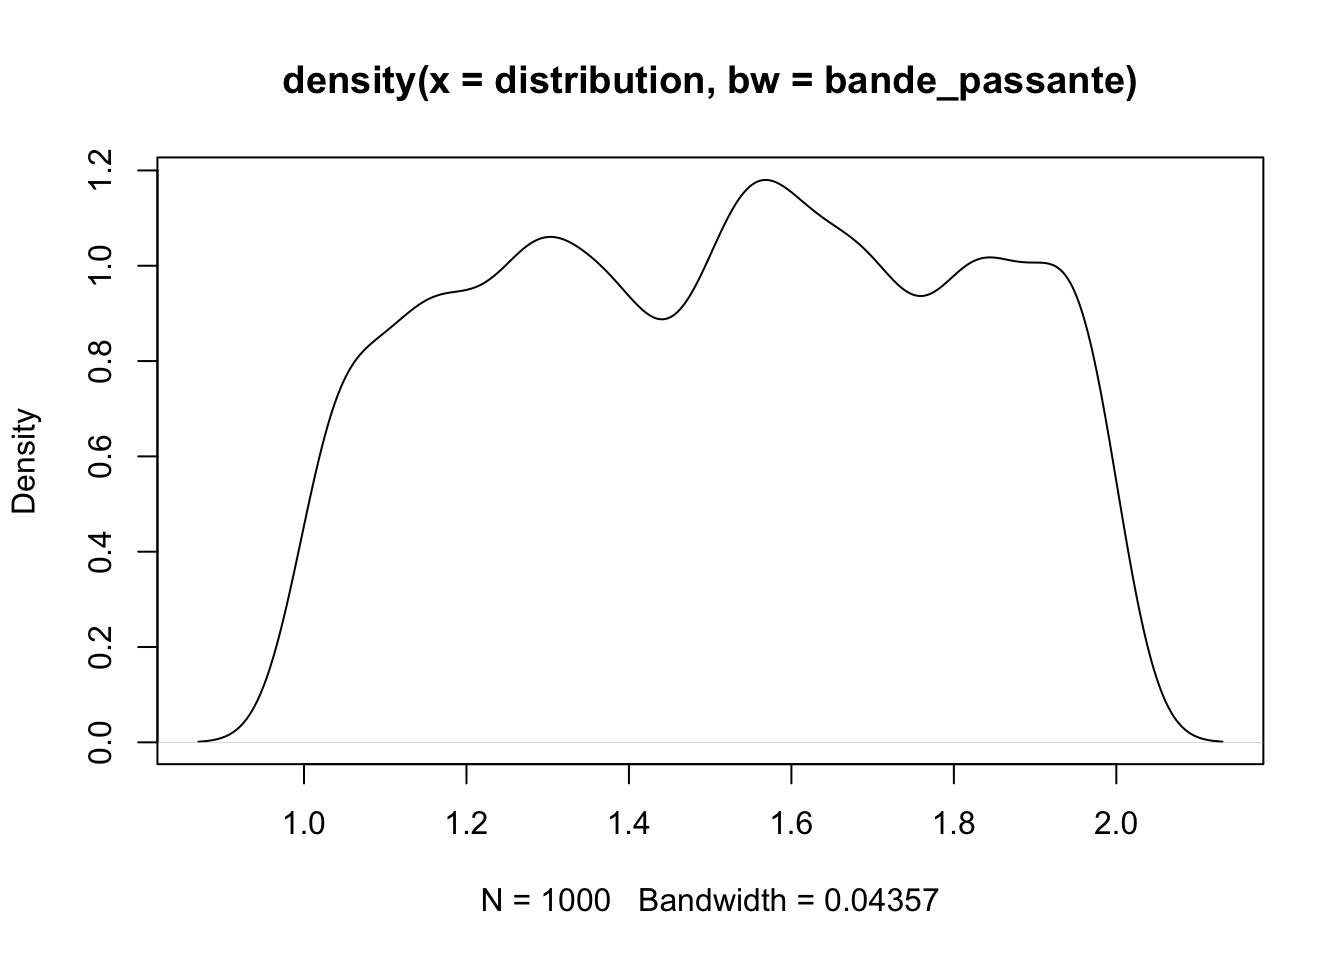 density(x = distribution, bw = bande_passante)
Density
1.2
1.0
0.8
0.6
0.4
0.2
0.0
1.0 1.2 1.4 1.6 1.8 2.0
N = 1000 Bandwidth = 0.04357